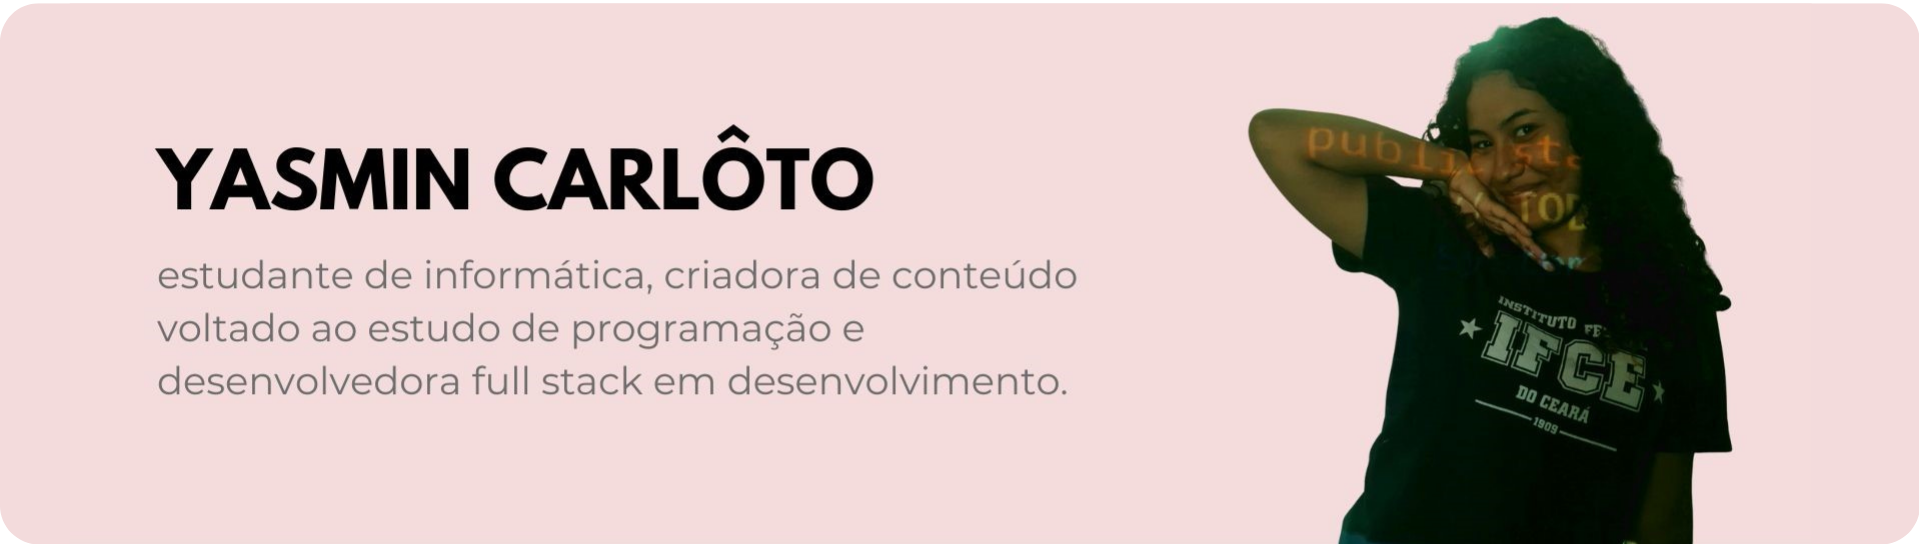 YASMIN CARLÔTO
estudante de informática, criadora de conteúdo
voltado ao estudo de programação e
desenvolvedora full stack em desenvolvimento.
INSTITUTO
IFCE
DO CEARÁ
1909